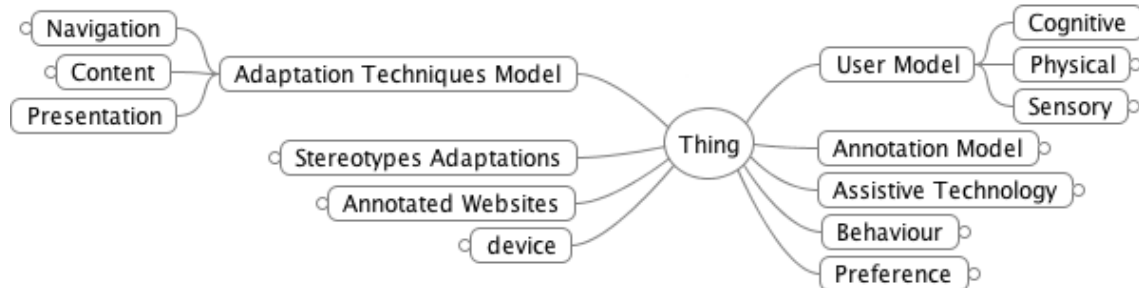 Navigation
Content
Presentation
Adaptation Techniques Model
Stereotypes Adaptations
Annotated Websites
device
Thing
User Model
Cognitive
Physical
Sensory
Annotation Model
Assistive Technology
Behaviour
Preference